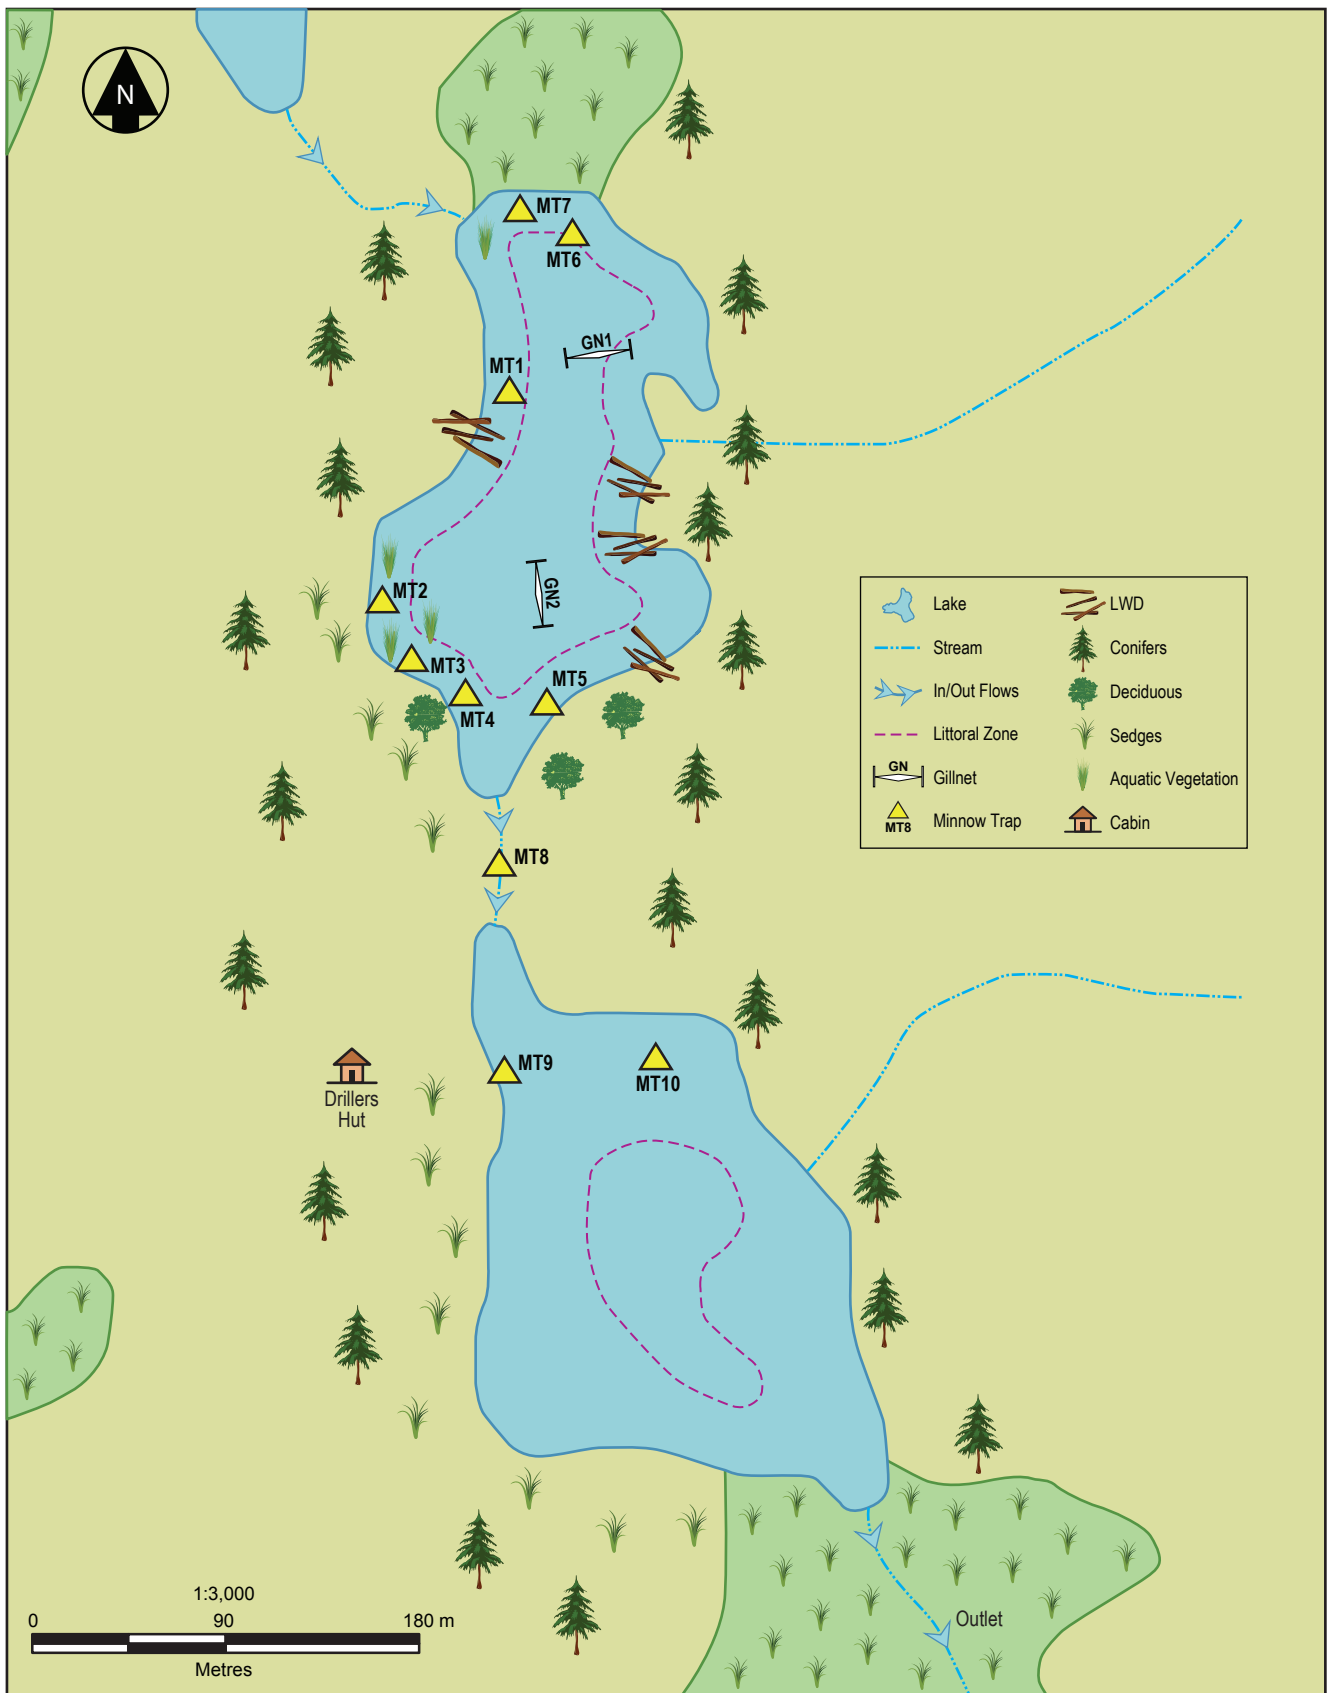 N
MT7
MT6
GN1
MT1
GN2
MT2
MT3
MT5
MT4
MT8
Lake
LWD
Stream
Conifers
In/Out Flows
Deciduous
Littoral Zone
Sedges
GN
Gillnet
Aquatic Vegetation
MT8
Minnow Trap
Cabin
MT9
MT10
Drillers
Hut
Outlet
1:3,000
0 90 180 m
Metres